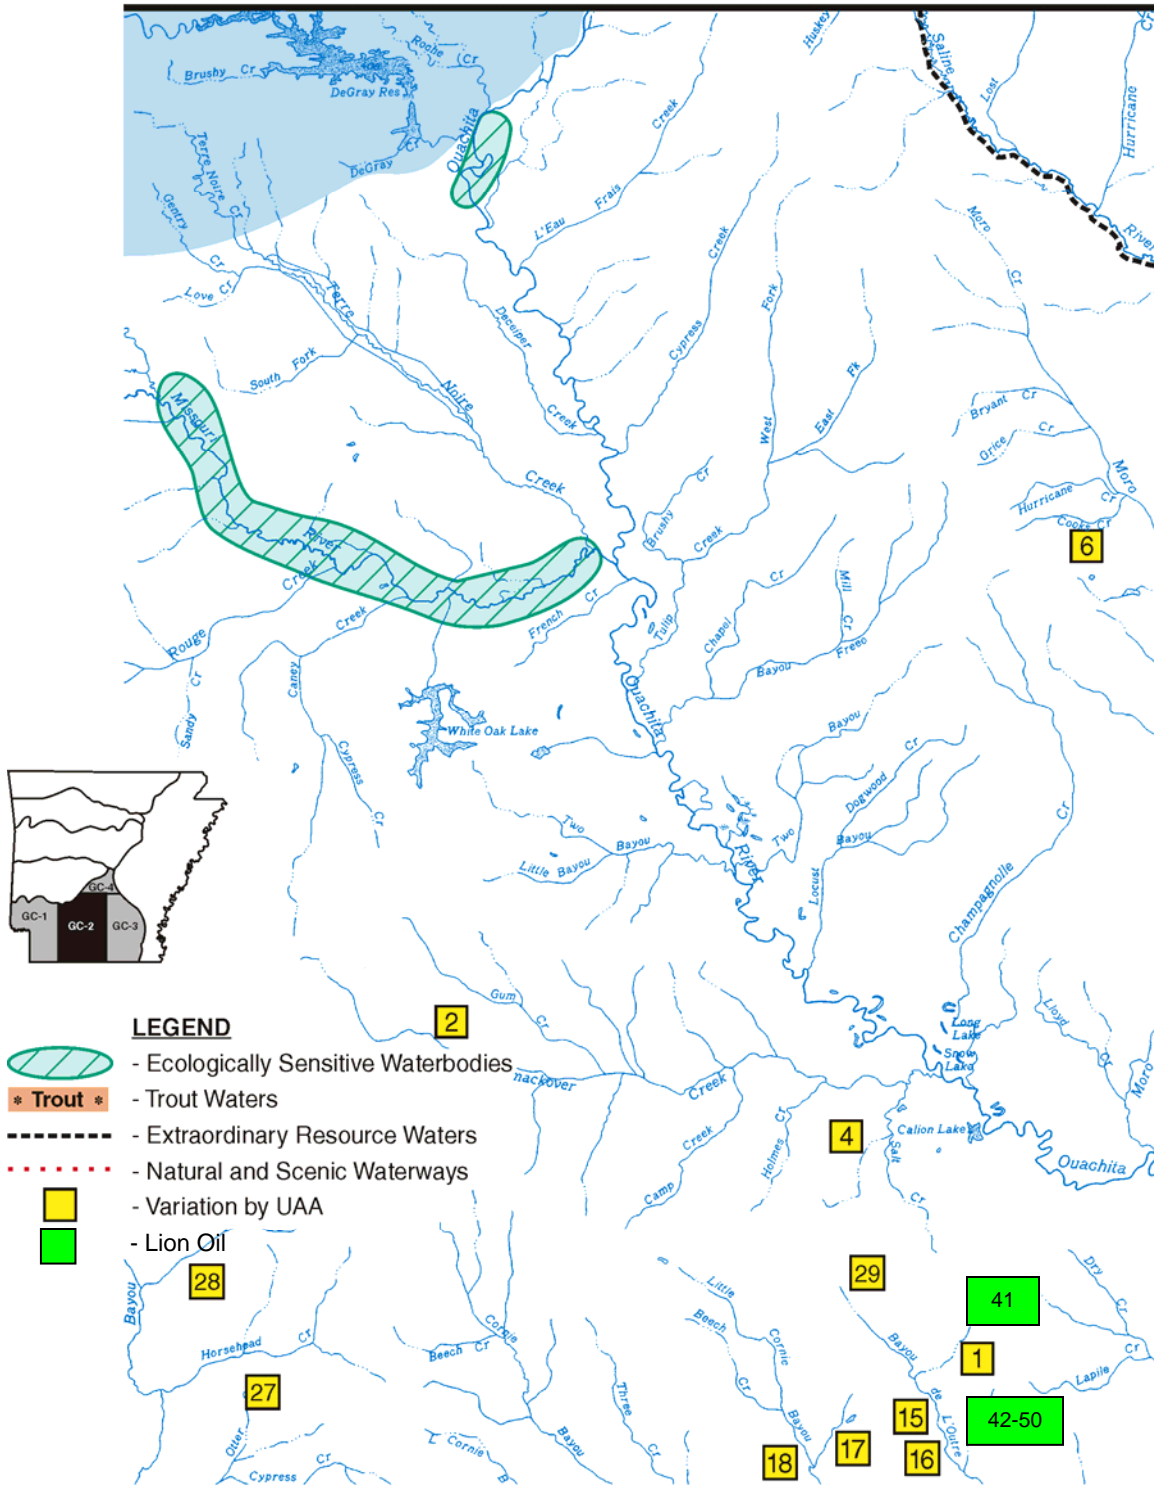 Huskey
Cr
Saline
Lost
Hurricane
Roche
Cr
Brushy Cr
DeGray Res
Ouachita
Creek
Terre Noire Cr
DeGray
Cr
Gentry
Cr
L'Eau Frais
Creek
Moro
Cr
River
Love Cr
Terre
Deceiper
Creek
Fork
Cypress
South Fork
Noire
Missouri
West
East Fk
Bryant Cr
Grice Cr
Creek
Cr
Brushy
Creek
Moro
Hurricane Cr
Cooks Cr
6
River
Creek
Creek
French Cr
Tulip
Chapel
Cr
Mill Cr
Freeo
Bayou
Rouge
Sandy Cr
Caney
Ouachita
White Oak Lake
Cypress
Cr
Bayou
Cr
Dogwood
Two
Bayou
Two
Bayou
Little Bayou
River
Locust
Cr
Champagnolle
GC-4
GC-1
GC-2
GC-3
Gum
Cr
2
Long
Lake
Snow
Lake
Lloyd
Cr
Moro
LEGEND
- Ecologically Sensitive Waterbodies
mackover
Creek
* Trout *
- Trout Waters
- Extraordinary Resource Waters
- Natural and Scenic Waterways
- Variation by UAA
- Lion Oil
Creek
Camp
Cr
Holmes
4
Salt
Cr
Calion Lake
Ouachita
28
Bayou
Horsehead Cr
27
Otter
Cypress
Cr
Beech Cr
Cornie
Bayou
Cornie
B
Three
Cr
Little
Cornie
Bayou
Beech
Cr
29
41
Dry
Cr
Bayou
de
L'Outre
1
Lapile
Cr
15
42-50
16
17
18